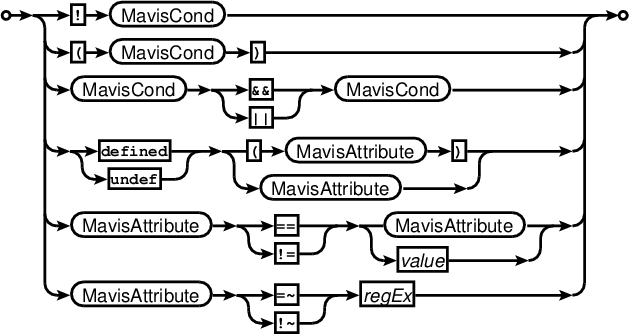 ! MavisCond
( MavisCond )
MavisCond && MavisCond
||
defined ( MavisAttribute )
undef MavisAttribute
MavisAttribute == MavisAttribute
!= value
MavisAttribute =~ regEx
!~